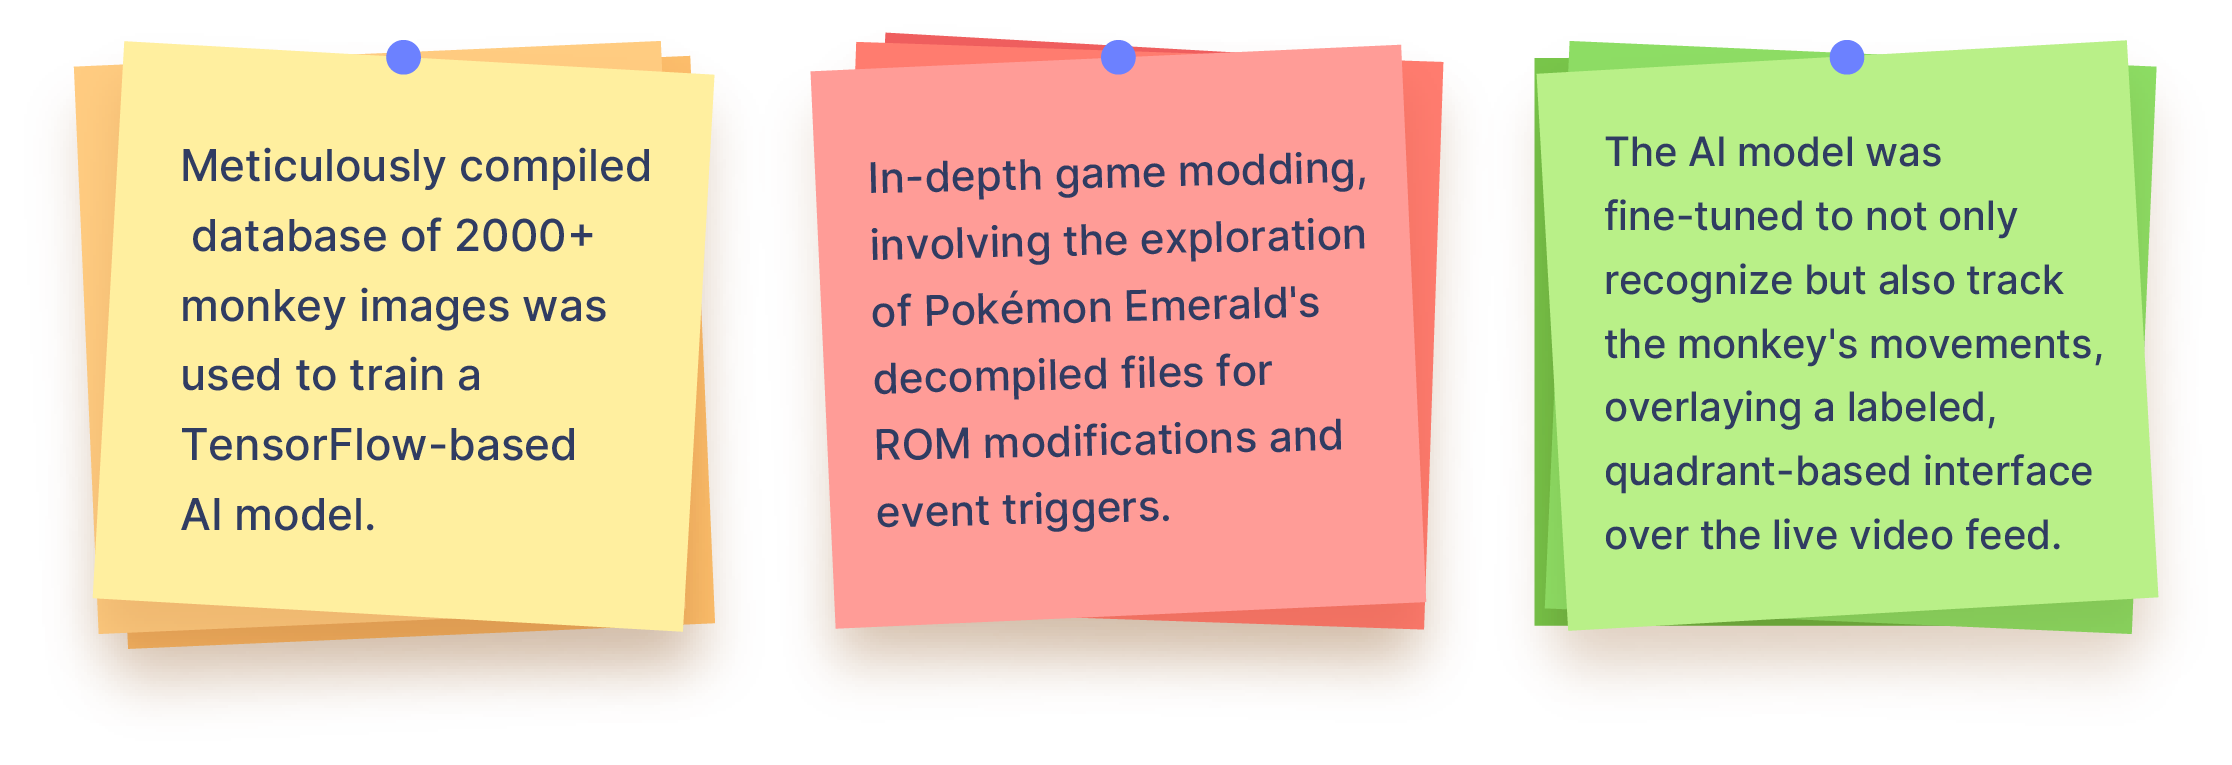 Meticulously compiled
database of 2000+
monkey images was
used to train a
TensorFlow-based
AI model.
In-depth game modding,
involving the exploration
of Pokémon Emerald's
decompiled files for
ROM modifications and
event triggers.
The AI model was
fine-tuned to not only
recognize but also track
the monkey's movements,
overlaying a labeled,
quadrant-based interface
over the live video feed.